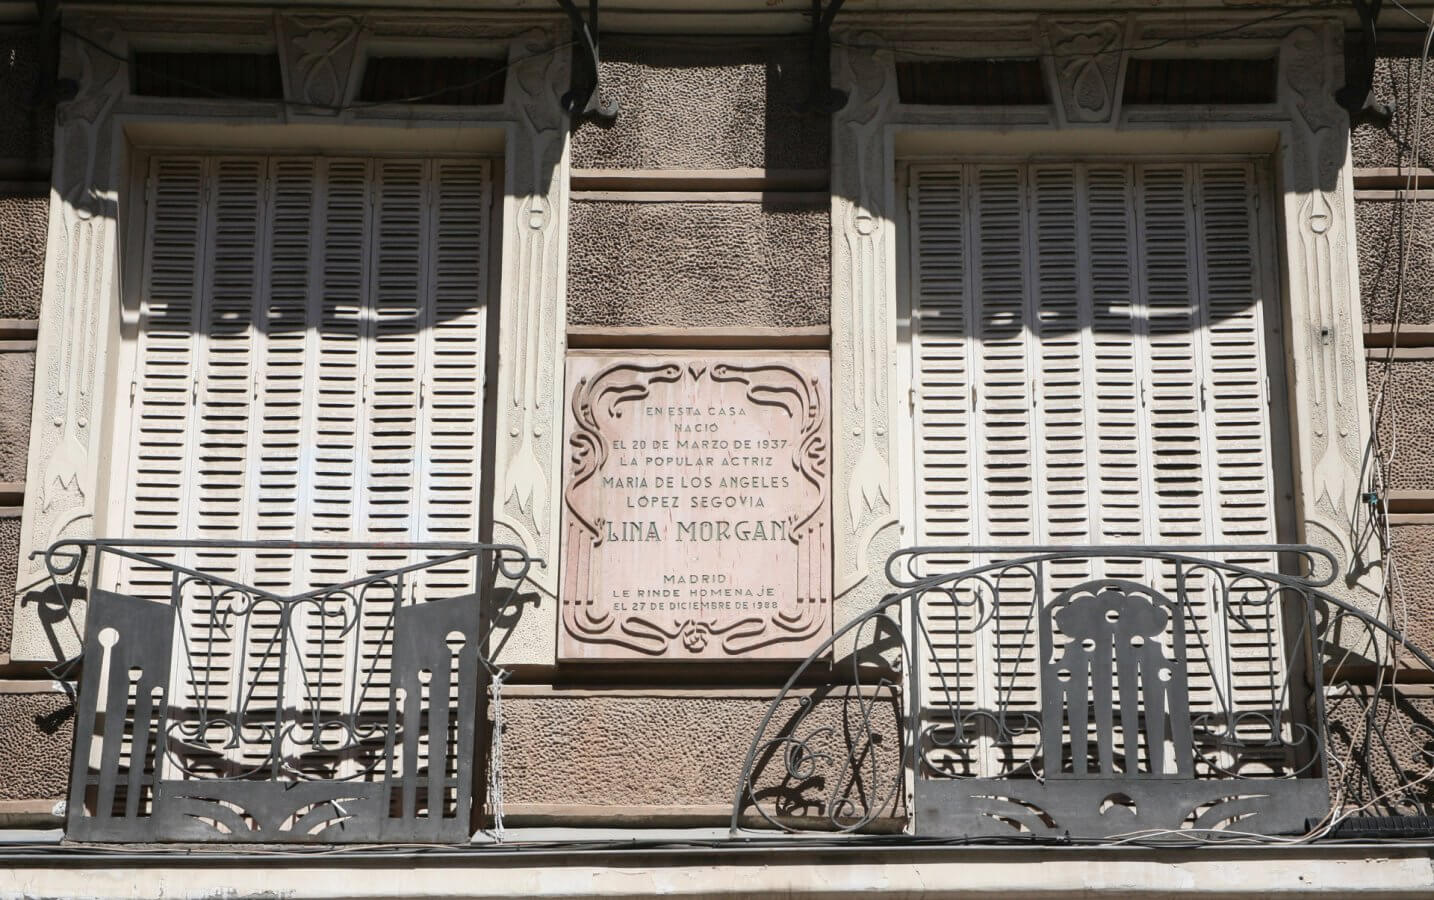 EN ESTA CASA
NACIÓ
EL 20 DE MARZO DE 1937
LA POPULAR ACTRIZ
MARIA DE LOS ANGELES
LÓPEZ SEGOVIA
"LINA MORGAN"
MADRID
LE RINDE HOMENAJE
EL 27 DE DICIEMBRE DE 1988